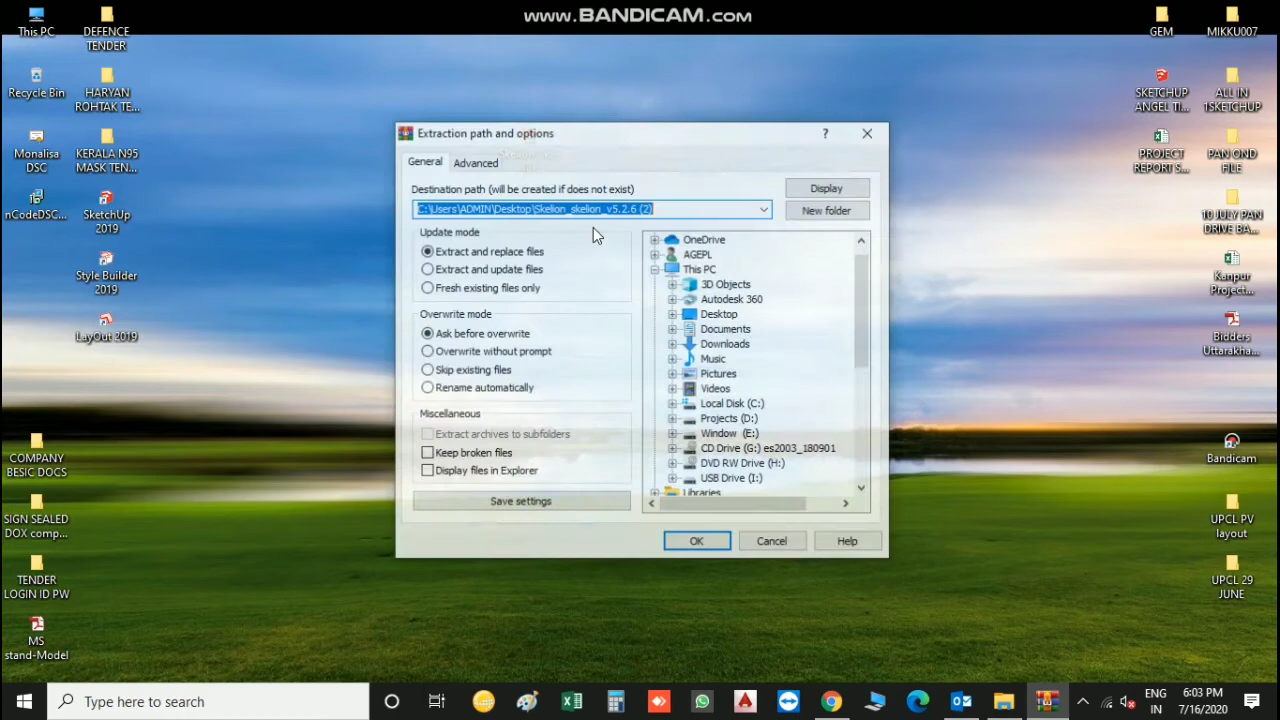 www.BANDICAM.com
This PC
DEFENCE
TENDER
GEM
MIKKU007
Recycle Bin
HARYAN
ROHTAK TE...
SKETCHUP
ANGEL TI...
ALL IN
1SKETCHUP
Monalisa
DSC
KERALA N95
MASK TEN...
PROJECT
REPORT S...
PAN OND
FILE
nCodeDSC...
SketchUp
2019
10 JULY PAN
DRIVE BA...
Style Builder
2019
Kanpur
Project...
LayOut 2019
Bidders
Uttarakha...
COMPANY
BESIC DOCS
Bandicam
SIGN SEALED
DOX comp...
UPCL PV
layout
TENDER
LOGIN ID PW
UPCL 29
JUNE
MS
stand-Model
Extraction path and options
?
General
Advanced
Destination path (will be created if does not exist)
Display
C:\Users\ADMIN\Desktop\Skelion_skelion_v5.2.6 (2)
New folder
Update mode
Extract and replace files
Extract and update files
Fresh existing files only
Overwrite mode
Ask before overwrite
Overwrite without prompt
Skip existing files
Rename automatically
Miscellaneous
Extract archives to subfolders
Keep broken files
Display files in Explorer
Save settings
OneDrive
AGEPL
This PC
3D Objects
Autodesk 360
Desktop
Documents
Downloads
Music
Pictures
Videos
Local Disk (C:)
Projects (D:)
Window (E:)
CD Drive (G:) es2003_180901
DVD RW Drive (H:)
USB Drive (I:)
Libraries
OK
Cancel
Help
Type here to search
ENG
IN
6:03 PM
7/16/2020